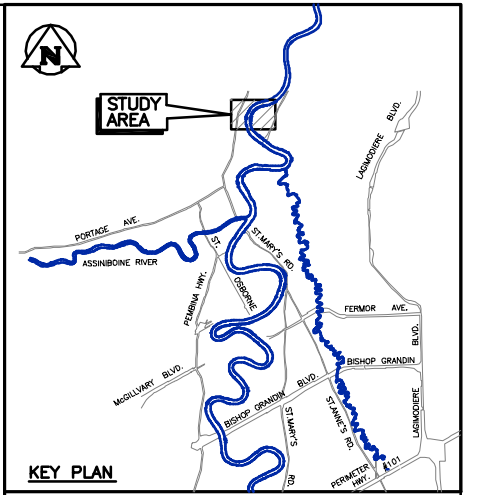 N
STUDY
AREA
LAGIMODIERE BLVD.
PORTAGE AVE.
ASSINIBOINE RIVER
ST. MARY'S RD.
PEMBINA HWY.
ST.
OSBORNE
FERMOR AVE.
McGILLVARY BLVD.
BISHOP GRANDIN BLVD.
BISHOP GRANDIN
LAGIMODIERE BLVD.
ST.MARY'S RD
ST.ANNE'S RD.
PERIMETER
HWY.
#101
KEY PLAN